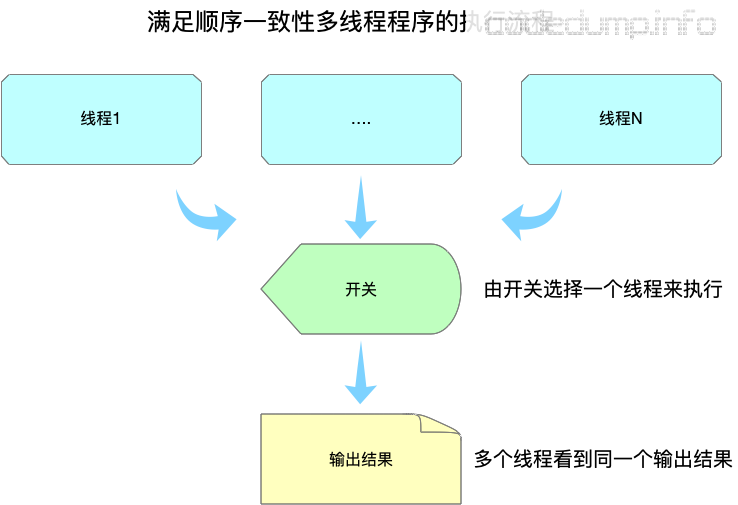 满足顺序一致性多线程程序的执行流程
codedumpinfo
线程1
....
线程N
开关
由开关选择一个线程来执行
输出结果
多个线程看到同一个输出结果